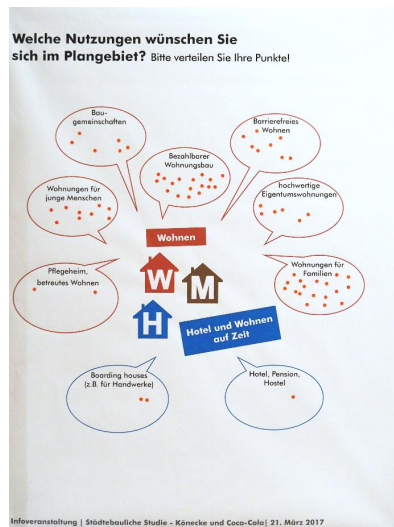 Welche Nutzungen wünschen Sie
sich im Plangebiet? Bitte verteilen Sie Ihre Punkte!
Bau-
gemeinschaften
Barrierefreies
Wohnen
Bezahlbarer
Wohnungsbau
Wohnungen für
junge Menschen
hochwertige
Eigentumswohnungen
Wohnen
Pflegeheim,
betreutes Wohnen
Wohnungen für
Familien
W
M
H
Hotel und Wohnen
auf Zeit
Boarding houses
(z.B. für Handwerke)
Hotel, Pension,
Hostel
Infoveranstaltung | Städtebauliche Studie - Könecke und Coca-Cola| 21. März 2017